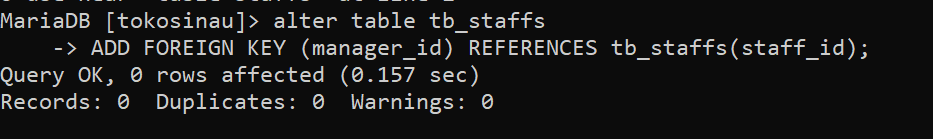 MariaDB [tokosinau]> alter table tb_staffs
    -> ADD FOREIGN KEY (manager_id) REFERENCES tb_staffs(staff_id);
Query OK, 0 rows affected (0.157 sec)
Records: 0  Duplicates: 0  Warnings: 0